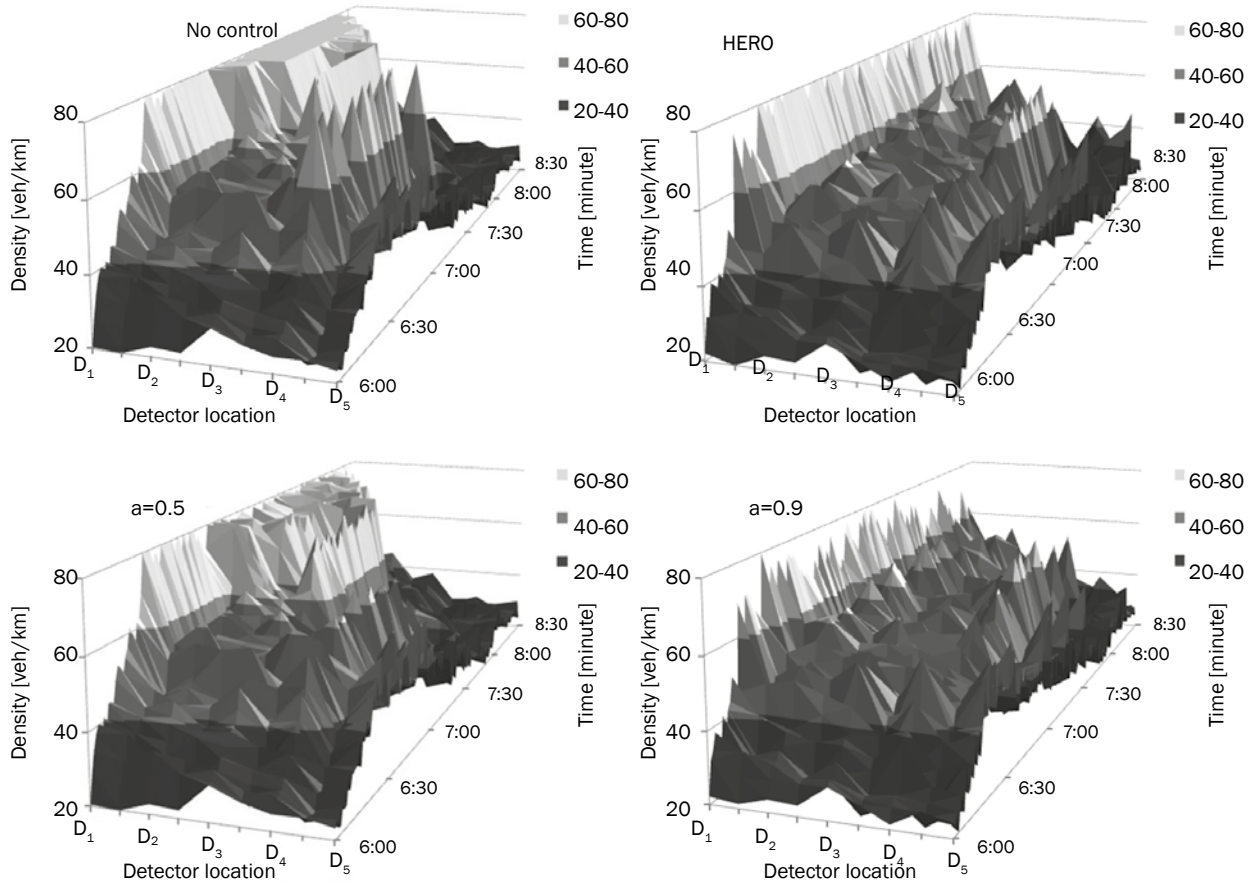 No control
60-80
40-60
20-40
Density [veh/km]
80
60
40
20
D1
D2
D3
D4
D5
Detector location
6:00
6:30
7:00
7:30
8:00
8:30
Time [minute]
HERO
60-80
40-60
20-40
Density [veh/km]
80
60
40
20
D1
D2
D3
D4
D5
Detector location
6:00
6:30
7:00
7:30
8:00
8:30
Time [minute]
a=0.5
60-80
40-60
20-40
Density [veh/km]
80
60
40
20
D1
D2
D3
D4
D5
Detector location
6:00
6:30
7:00
7:30
8:00
8:30
Time [minute]
a=0.9
60-80
40-60
20-40
Density [veh/km]
80
60
40
20
D1
D2
D3
D4
D5
Detector location
6:00
6:30
7:00
7:30
8:00
8:30
Time [minute]